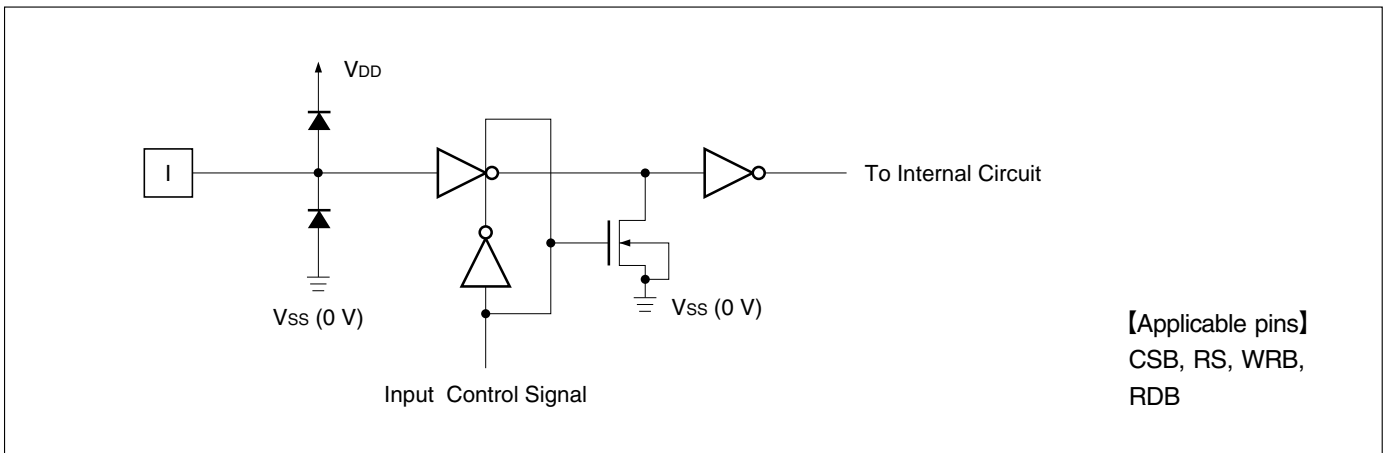 VDD
I
To Internal Circuit
VSS (0 V)
VSS (0 V)
Input Control Signal
【Applicable pins】
CSB, RS, WRB,
RDB